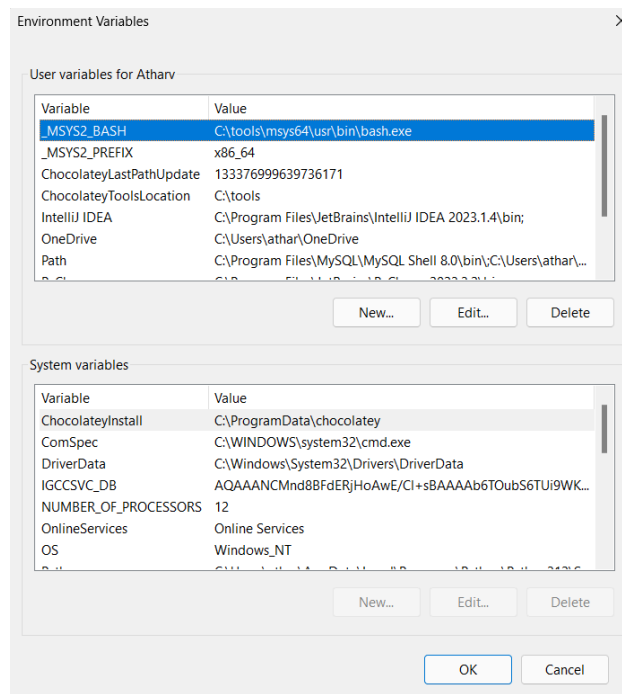 Environment Variables
User variables for Atharv
Variable Value
_MSYS2_BASH C:\tools\msys64\usr\bin\bash.exe
_MSYS2_PREFIX x86_64
ChocolateyLastPathUpdate 133376999639736171
ChocolateyToolsLocation C:\tools
IntelliJ IDEA C:\Program Files\JetBrains\IntelliJ IDEA 2023.1.4\bin;
OneDrive C:\Users\athar\OneDrive
Path C:\Program Files\MySQL\MySQL Shell 8.0\bin\;C:\Users\athar\...
New... Edit... Delete
System variables
Variable Value
ChocolateyInstall C:\ProgramData\chocolatey
ComSpec C:\WINDOWS\system32\cmd.exe
DriverData C:\Windows\System32\Drivers\DriverData
IGCCSVC_DB AQAAANCMnd8BFdERjHoAwE/Cl+sBAAAAb6TOubS6TUi9WK...
NUMBER_OF_PROCESSORS 12
OnlineServices Online Services
OS Windows_NT
New... Edit... Delete
OK Cancel